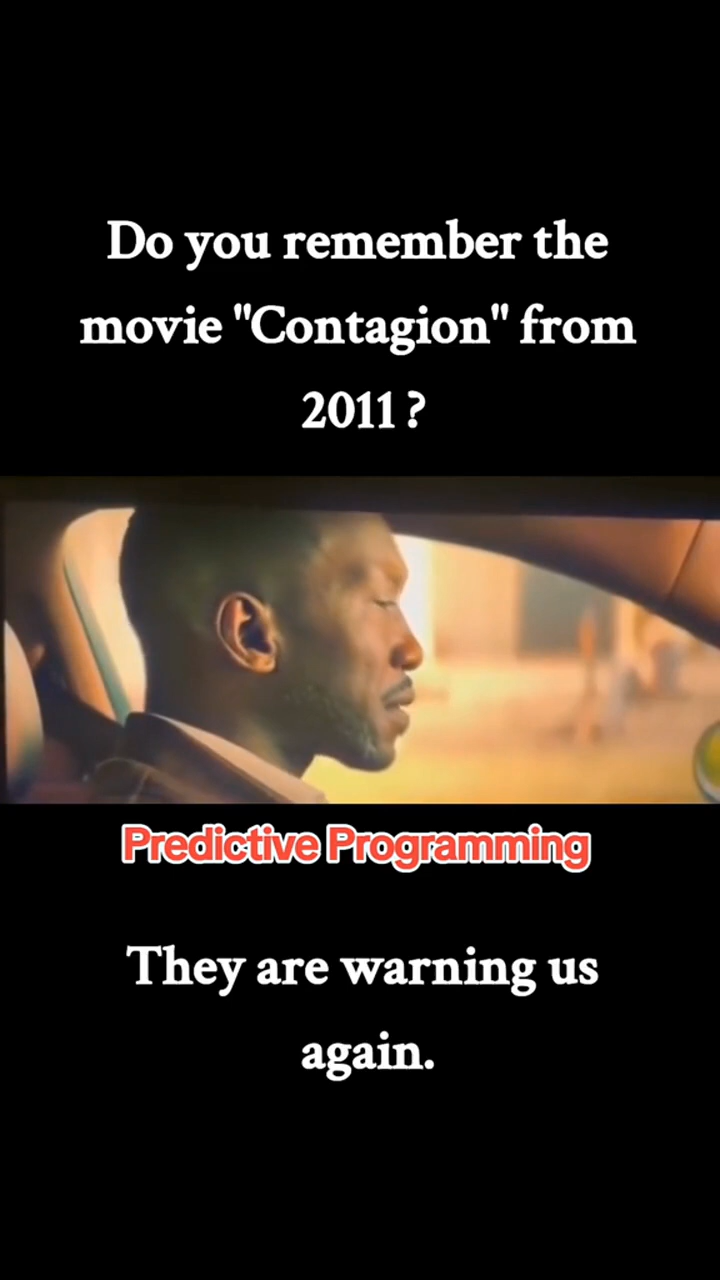 Do you remember the
movie "Contagion" from
2011 ?
Predictive Programming
They are warning us
again.